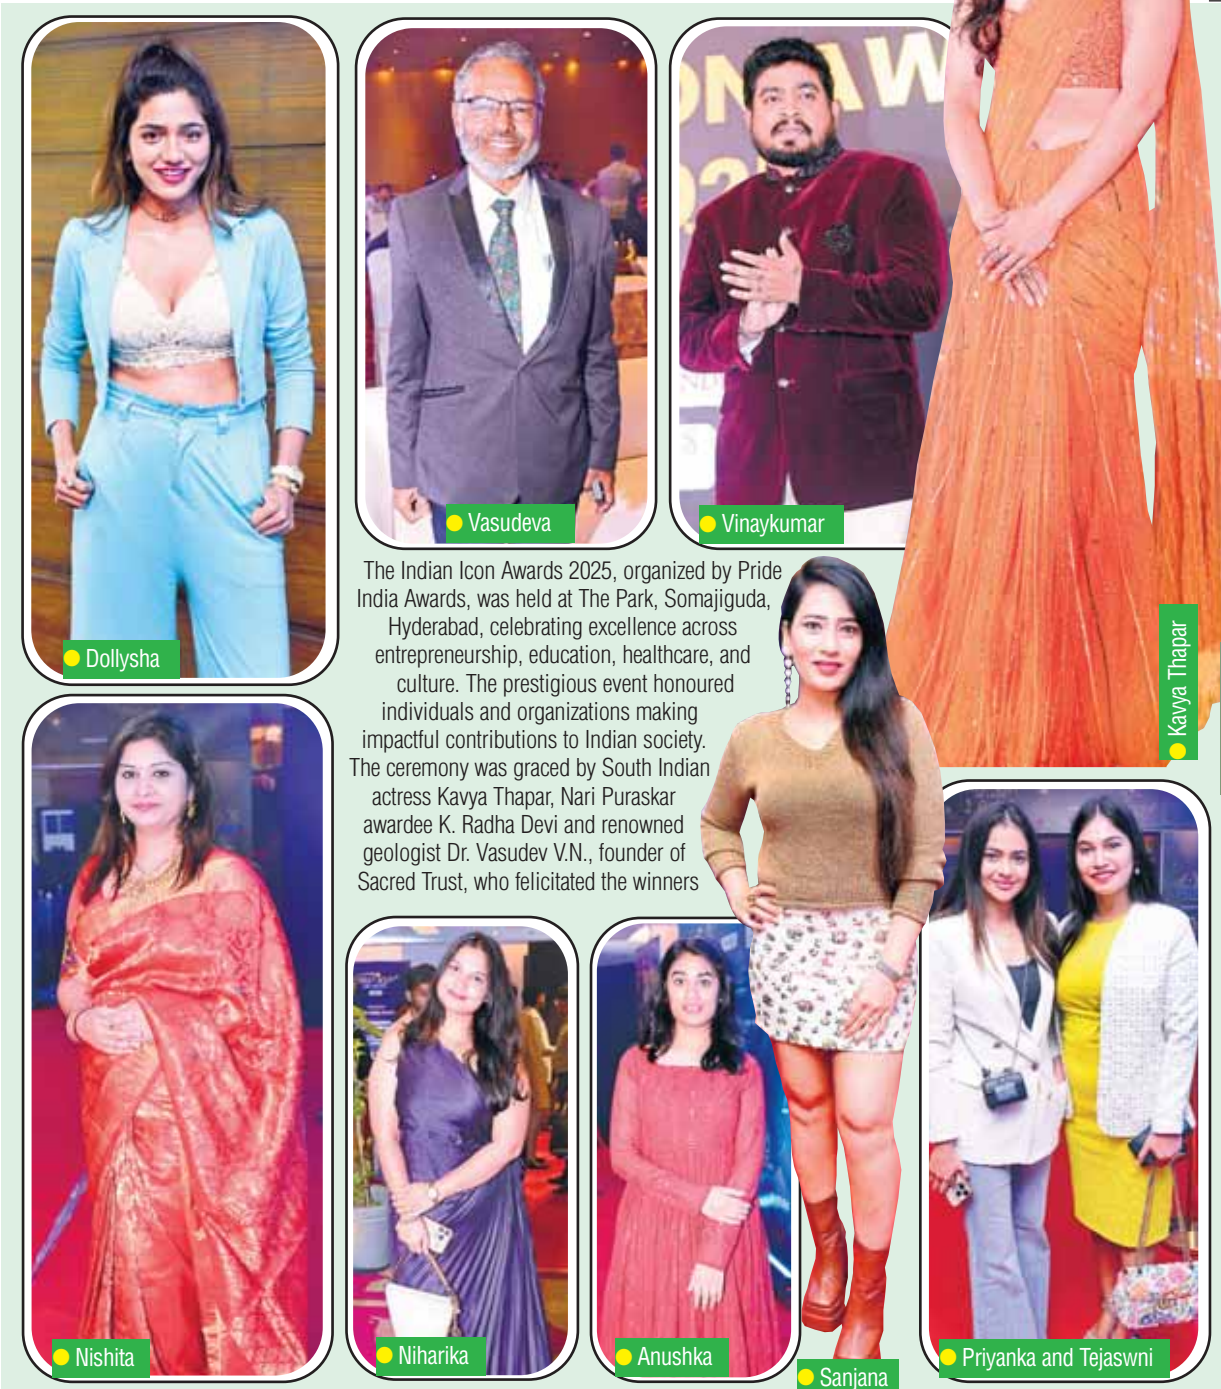 ONAW
Vasudeva
Vinaykumar
Dollysha
The Indian Icon Awards 2025, organized by Pride
India Awards, was held at The Park, Somajiguda,
Hyderabad, celebrating excellence across
entrepreneurship, education, healthcare, and
culture. The prestigious event honoured
individuals and organizations making
impactful contributions to Indian society.
The ceremony was graced by South Indian
actress Kavya Thapar, Nari Puraskar
awardee K. Radha Devi and renowned
geologist Dr. Vasudev V.N., founder of
Sacred Trust, who felicitated the winners
Kavya Thapar
Nishita
Niharika
Anushka
Sanjana
Priyanka and Tejaswni